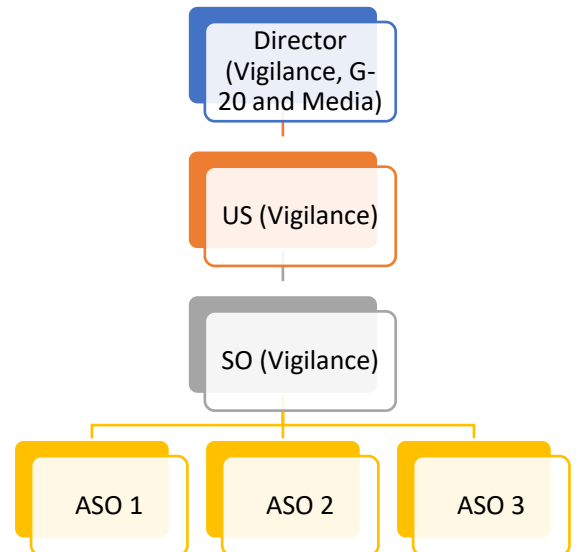 Director
(Vigilance, G-
20 and Media)
US (Vigilance)
SO (Vigilance)
ASO 1
ASO 2
ASO 3